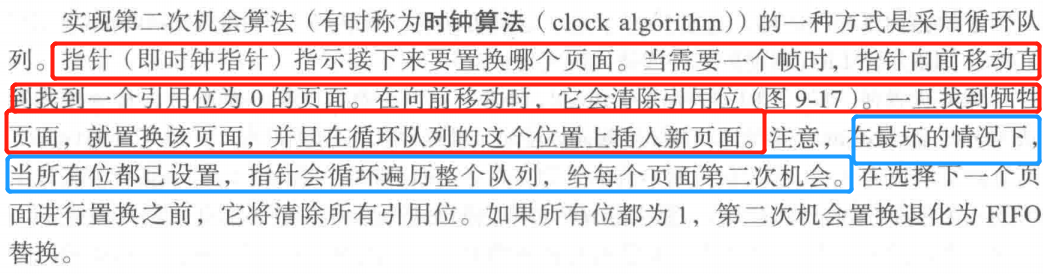 实现第二次机会算法（有时称为时钟算法（clock algorithm））的一种方式是采用循环队
列。指针（即时钟指针）指示接下来要置换哪个页面。当需要一个帧时，指针向前移动直
到找到一个引用位为 0 的页面。在向前移动时，它会清除引用位（图 9-17）。一旦找到牺牲
页面，就置换该页面，并且在循环队列的这个位置上插入新页面。注意，在最坏的情况下，
当所有位都已设置，指针会循环遍历整个队列，给每个页面第二次机会。在选择下一个页
面进行置换之前，它将清除所有引用位。如果所有位都为 1，第二次机会置换退化为 FIFO
替换。